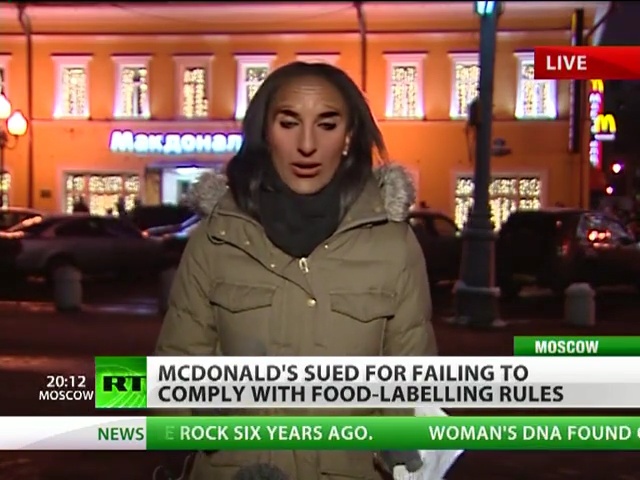 LIVE
Макдонал
M
MOSCOW
20:12
MOSCOW
RT
MCDONALD'S SUED FOR FAILING TO
COMPLY WITH FOOD-LABELLING RULES
NEWS
E ROCK SIX YEARS AGO. WOMAN'S DNA FOUND